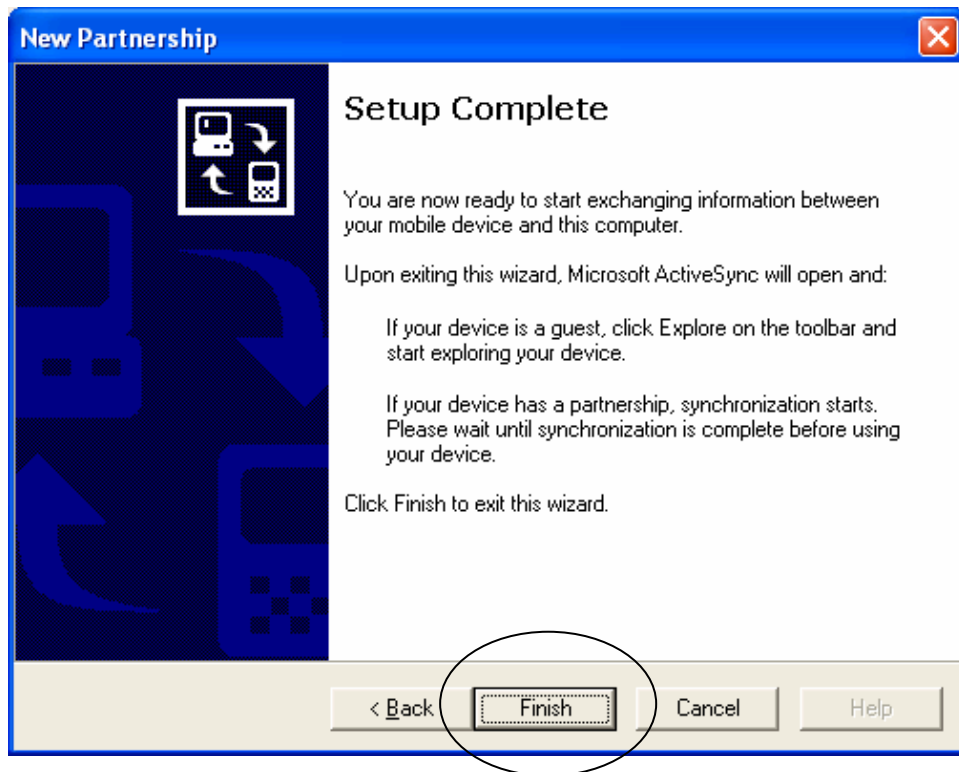 New Partnership
Setup Complete
You are now ready to start exchanging information between
your mobile device and this computer.
Upon exiting this wizard, Microsoft ActiveSync will open and:
If your device is a guest, click Explore on the toolbar and
start exploring your device.
If your device has a partnership, synchronization starts.
Please wait until synchronization is complete before using
your device.
Click Finish to exit this wizard.
< Back Finish Cancel Help